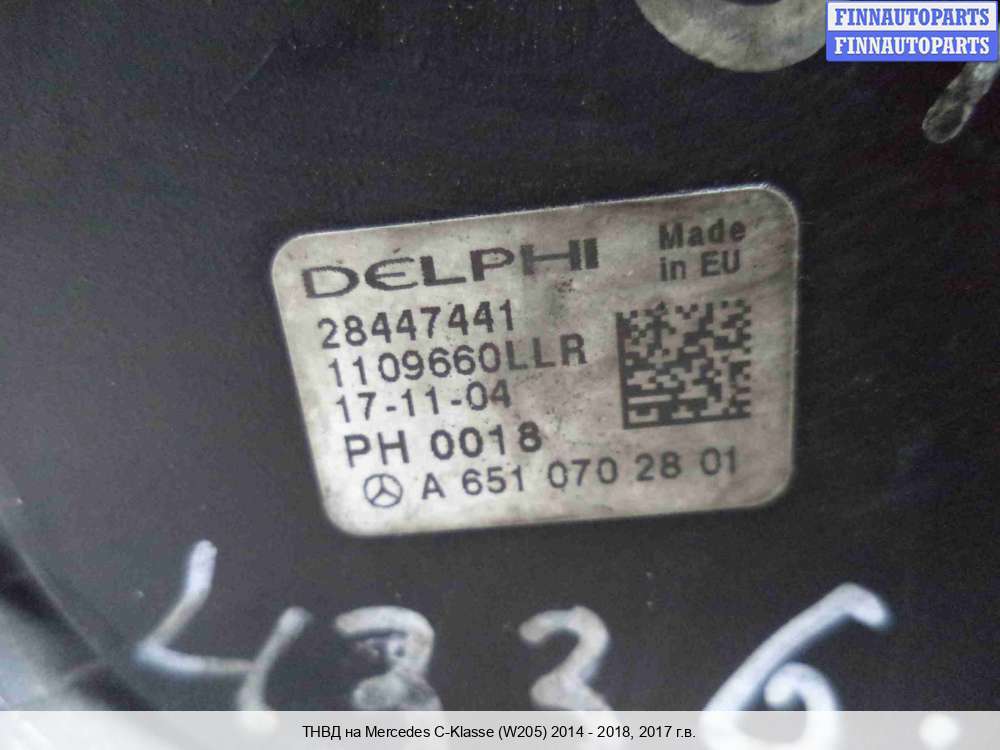 FINNAUTOPARTS
FINNAUTOPARTS
DELPHI
Made
in EU
28447441
1109660LLR
17-11-04
PH 0018
A 651 070 28 01
4336
ТНВД на Mercedes C-Klasse (W205) 2014 - 2018, 2017 г.в.